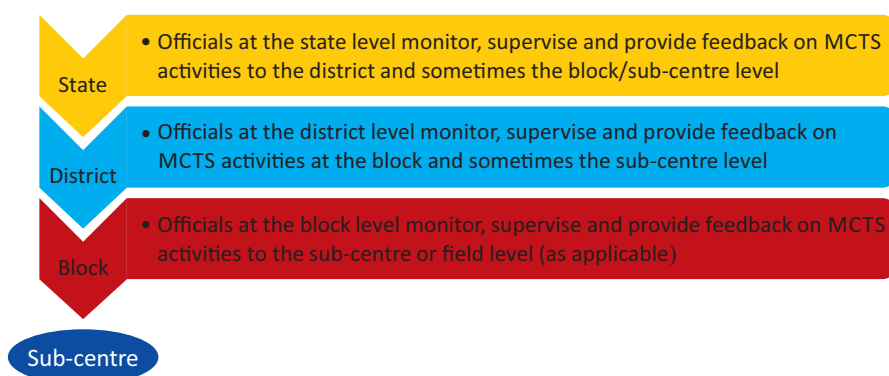 State
• Officials at the state level monitor, supervise and provide feedback on MCTS
activities to the district and sometimes the block/sub-centre level
District
• Officials at the district level monitor, supervise and provide feedback on
MCTS activities at the block and sometimes the sub-centre level
Block
• Officials at the block level monitor, supervise and provide feedback on MCTS
activities to the sub-centre or field level (as applicable)
Sub-centre